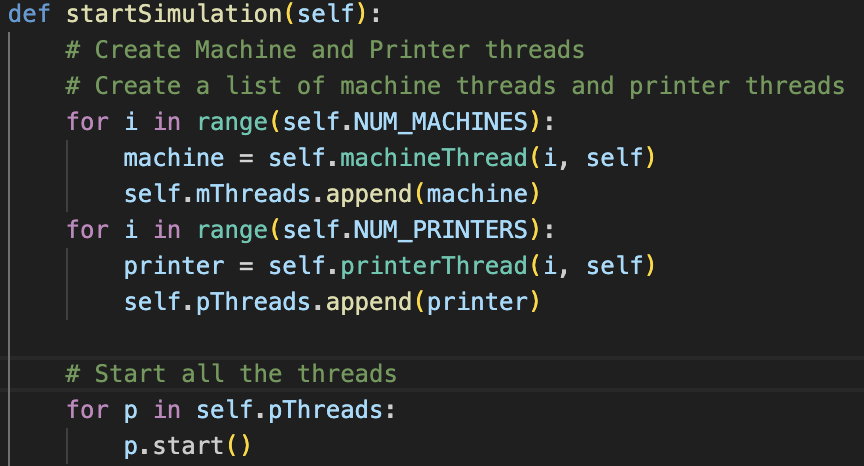 def startSimulation(self):
# Create Machine and Printer threads
# Create a list of machine threads and printer threads
for i in range(self.NUM_MACHINES):
machine = self.machineThread(i, self)
self.mThreads.append(machine)
for i in range(self.NUM_PRINTERS):
printer = self.printerThread(i, self)
self.pThreads.append(printer)
# Start all the threads
for p in self.pThreads:
p.start()